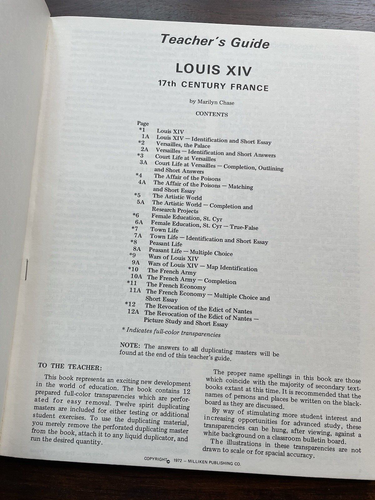 Teacher's Guide
LOUIS XIV
17th CENTURY FRANCE
by Marilyn Chase
CONTENTS
Page
*1 Louis XIV
1A Louis XIV — Identification and Short Essay
*2 Versailles, the Palace
2A Versailles — Identification and Short Answers
*3 Court Life at Versailles
3A Court Life at Versailles — Completion, Outlining
and Short Answers
*4 The Affair of the Poisons
4A The Affair of the Poisons — Matching
and Short Essay
*5 The Artistic World
5A The Artistic World — Completion and
Research Projects
*6 Female Education, St. Cyr
6A Female Education, St. Cyr — True-False
*7 Town Life
7A Town Life — Identification and Short Essay
*8 Peasant Life
8A Peasant Life — Multiple Choice
*9 Wars of Louis XIV
9A Wars of Louis XIV — Map Identification
*10 The French Army
10A The French Army — Completion
*11 The French Economy
11A The French Economy — Multiple Choice and
Short Essay
*12 The Revocation of the Edict of Nantes
12A The Revocation of the Edict of Nantes —
Picture Study and Short Essay
* Indicates full-color transparencies
NOTE: The answers to all duplicating masters will be
found at the end of this teacher's guide.
TO THE TEACHER:
This book represents an exciting new development
in the world of education. The book contains 12
prepared full-color transparencies which are perfor-
ated for easy removal. Twelve spirit duplicating
masters are included for either testing or additional
student exercises. To use the duplicating material,
you merely remove the perforated duplicating master
from the book, attach it to any liquid duplicator, and
run the desired quantity.
The proper name spellings in this book are those
which coincide with the majority of secondary text-
books extant at this time. It is recommended that the
names of persons and places be written on the black-
board as they are discussed.
By way of stimulating more student interest and
increasing opportunities for advanced study, these
transparencies can be hung, after viewing, against a
white background on a classroom bulletin board.
The illustrations in these transparencies are not
drawn to scale or for spacial accuracy.
COPYRIGHT © 1972 — MILLIKEN PUBLISHING CO.